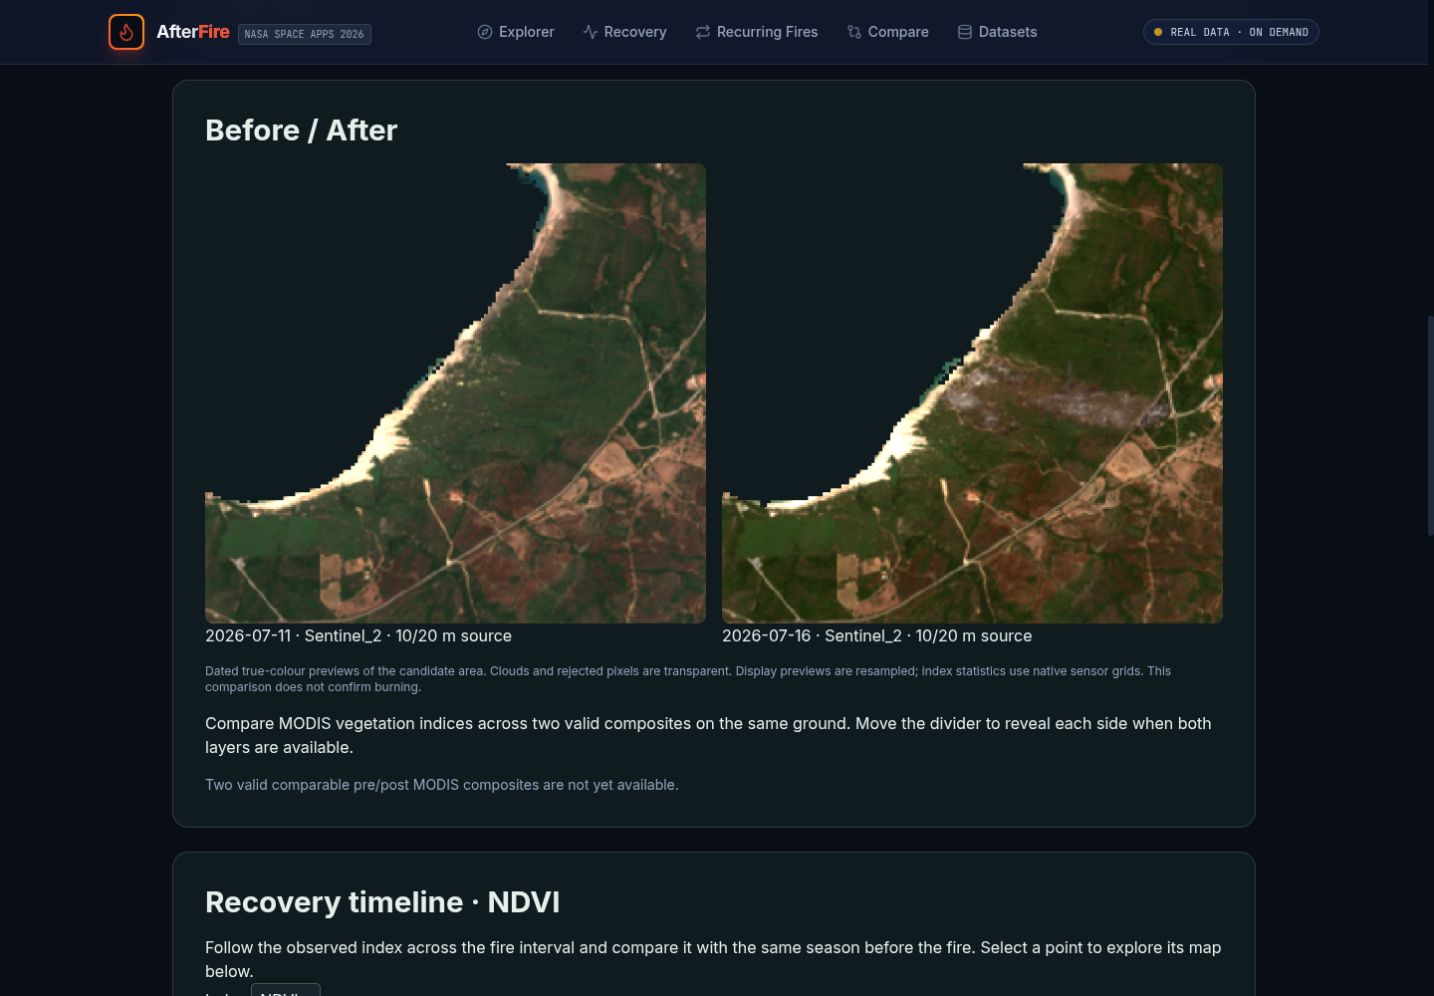 AfterFire NASA SPACE APPS 2026 Explorer Recovery Recurring Fires Compare Datasets REAL DATA · ON DEMAND
Before / After
2026-07-11 · Sentinel_2 · 10/20 m source
2026-07-16 · Sentinel_2 · 10/20 m source
Dated true-colour previews of the candidate area. Clouds and rejected pixels are transparent. Display previews are resampled; index statistics use native sensor grids. This
comparison does not confirm burning.
Compare MODIS vegetation indices across two valid composites on the same ground. Move the divider to reveal each side when both
layers are available.
Two valid comparable pre/post MODIS composites are not yet available.
Recovery timeline · NDVI
Follow the observed index across the fire interval and compare it with the same season before the fire. Select a point to explore its map
below.